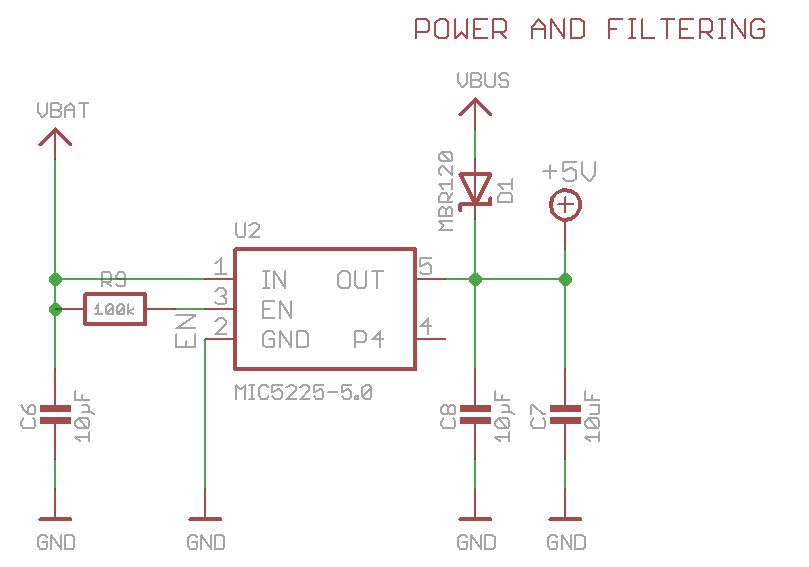 POWER AND FILTERING
VBUS
VBAT
MBR120
D1
+5V
U2
1
IN
OUT
5
R9
100k
3
EN
EN
2
GND
P4
4
MIC5225-5.0
C6
10µF
C8
10µF
C7
10uF
GND
GND
GND
GND